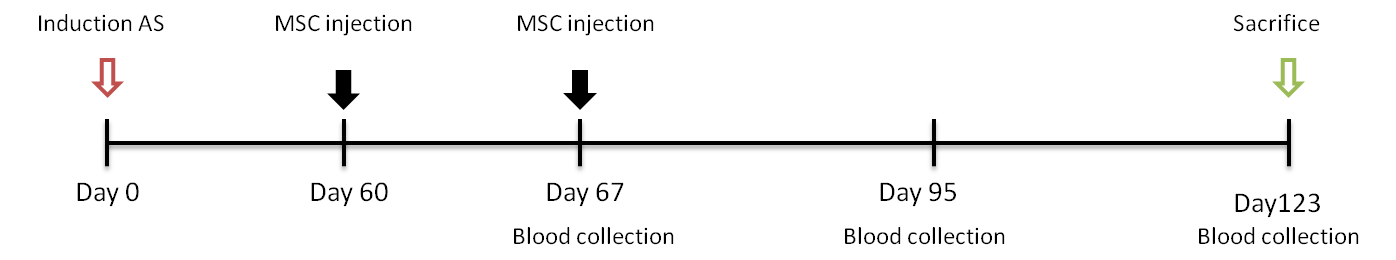 Induction AS
MSC injection
MSC injection
Sacrifice
Day 0
Day 60
Day 67
Day 95
Day123
Blood collection
Blood collection
Blood collection